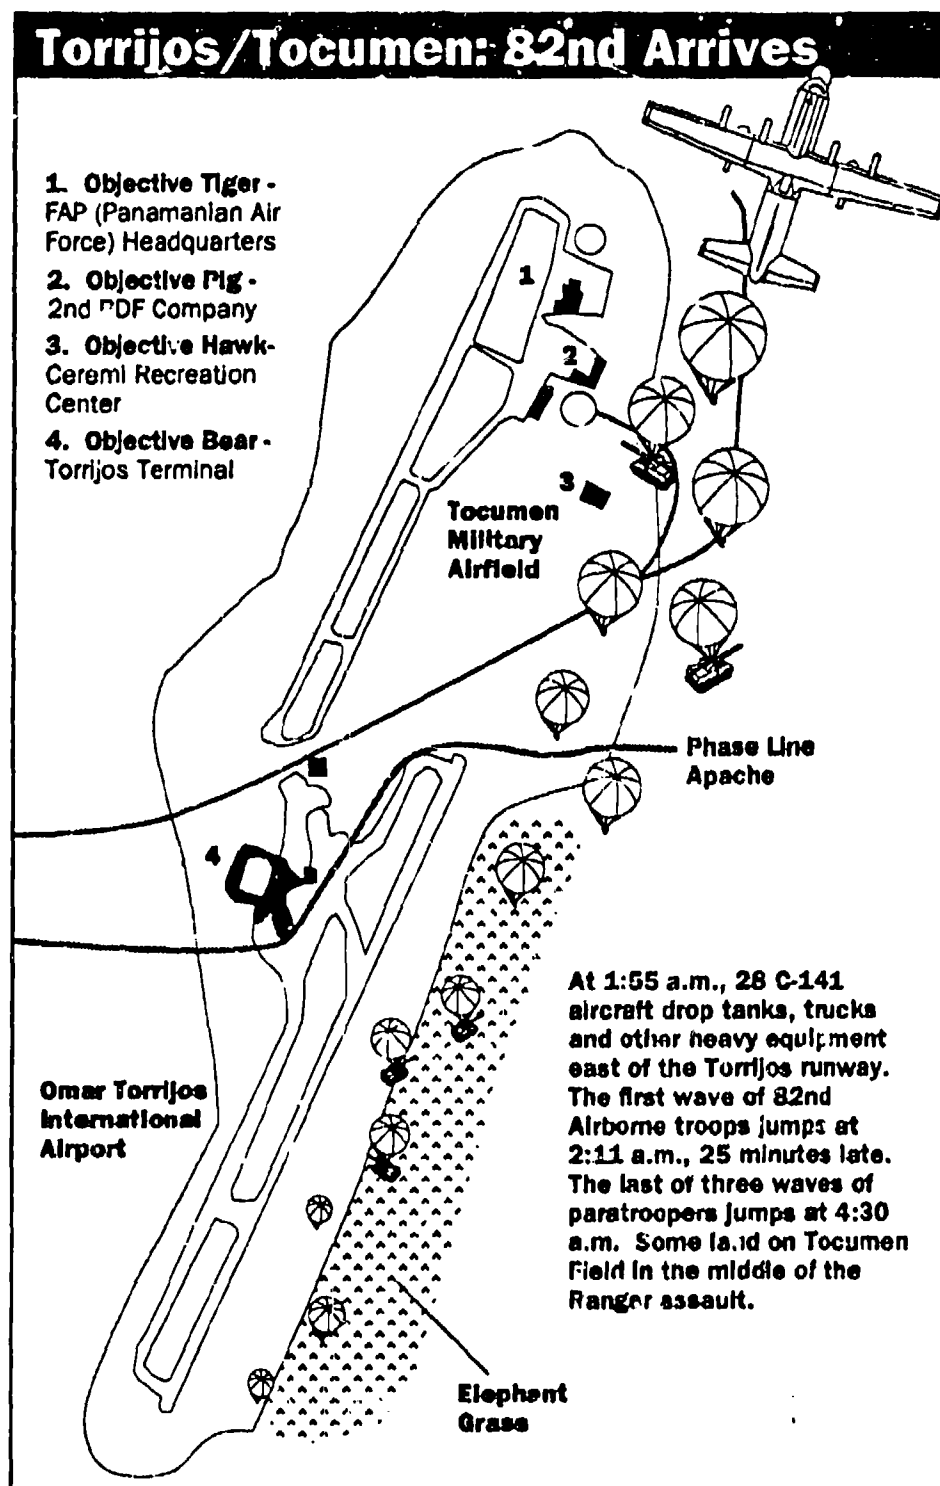 Torrijos/Tocumen: 82nd Arrives
1. Objective Tiger -
FAP (Panamanian Air
Force) Headquarters
2. Objective Pig -
2nd PDF Company
3. Objective Hawk-
Ceremi Recreation
Center
4. Objective Bear -
Torrijos Terminal
1
2
3
Tocumen
Military
Airfield
Phase Line
Apache
4
Omar Torrijos
International
Airport
At 1:55 a.m., 28 C-141
aircraft drop tanks, trucks
and other heavy equipment
east of the Torrijos runway.
The first wave of 82nd
Airborne troops jumps at
2:11 a.m., 25 minutes late.
The last of three waves of
paratroopers jumps at 4:30
a.m. Some land on Tocumen
Field in the middle of the
Ranger assault.
Elephant
Grass